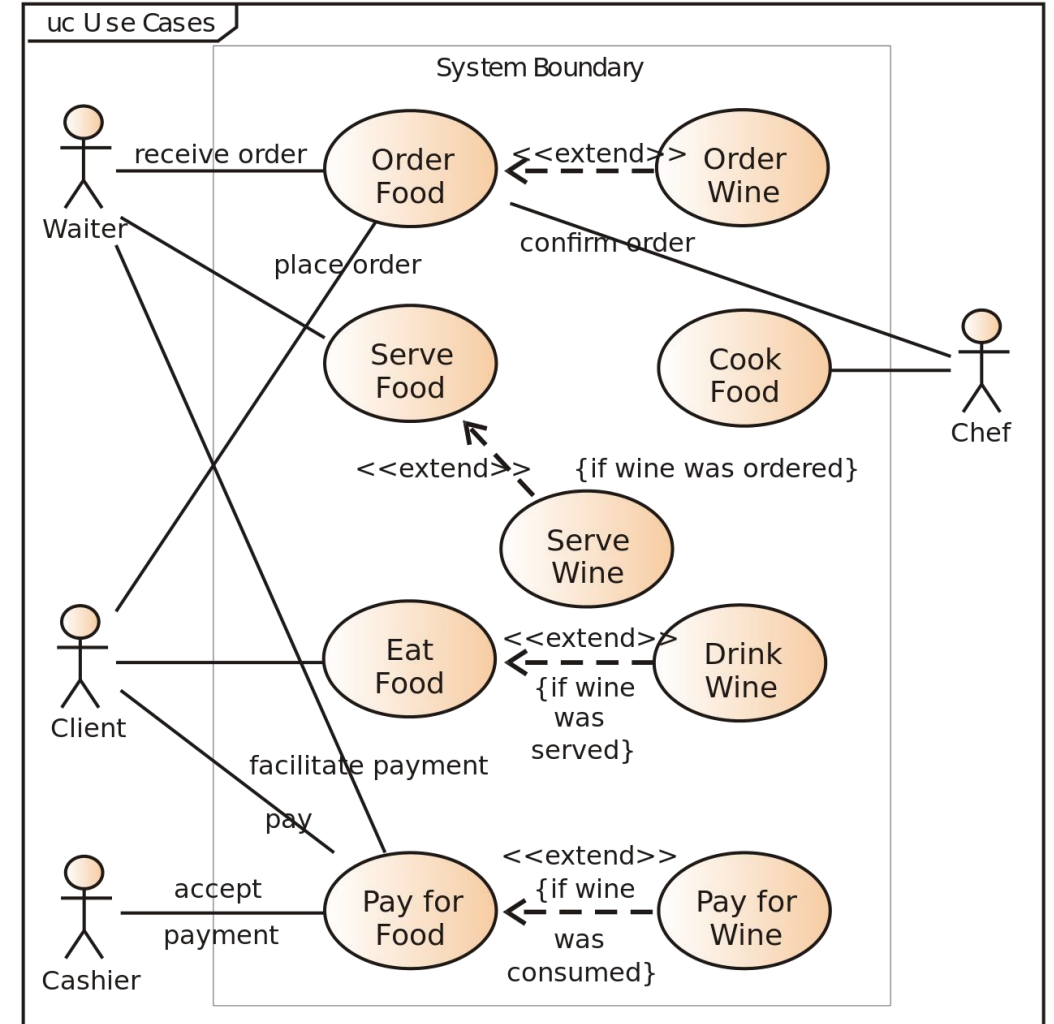 uc Use Cases
System Boundary
receive order
Order
Food
<<extend>>
Order
Wine
Waiter
place order
confirm order
Serve
Food
Cook
Food
Chef
<<extend>>
{if wine was ordered}
Serve
Wine
Eat
Food
<<extend>>
{if wine
was
served}
Drink
Wine
Client
facilitate payment
pay
accept
payment
Pay for
Food
<<extend>>
{if wine
was
consumed}
Pay for
Wine
Cashier